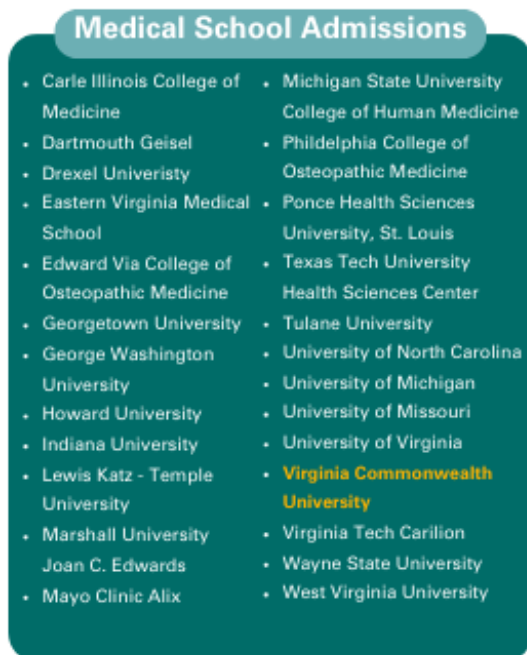 Medical School Admissions
• Carle Illinois College of
Medicine
• Dartmouth Geisel
• Drexel Univeristy
• Eastern Virginia Medical
School
• Edward Via College of
Osteopathic Medicine
• Georgetown University
• George Washington
University
• Howard University
• Indiana University
• Lewis Katz - Temple
University
• Marshall University
Joan C. Edwards
• Mayo Clinic Alix
• Michigan State University
College of Human Medicine
• Phildelphia College of
Osteopathic Medicine
• Ponce Health Sciences
University, St. Louis
• Texas Tech University
Health Sciences Center
• Tulane University
• University of North Carolina
• University of Michigan
• University of Missouri
• University of Virginia
• Virginia Commonwealth
University
• Virginia Tech Carilion
• Wayne State University
• West Virginia University